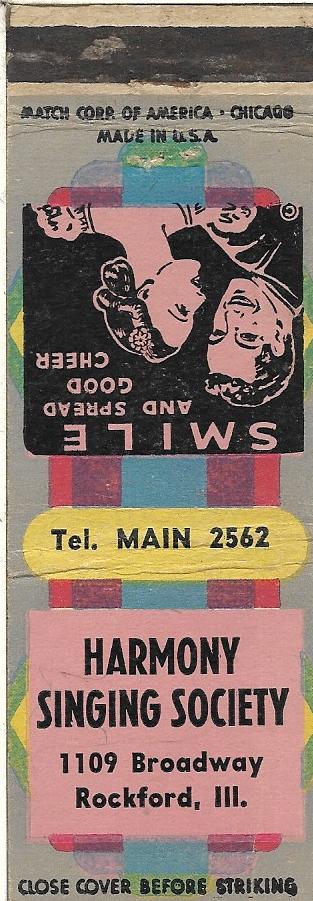 MATCH CORP. OF AMERICA • CHICAGO
MADE IN U.S.A.
SMILE
AND SPREAD
GOOD
CHEER
Tel. MAIN 2562
HARMONY
SINGING SOCIETY
1109 Broadway
Rockford, Ill.
CLOSE COVER BEFORE STRIKING